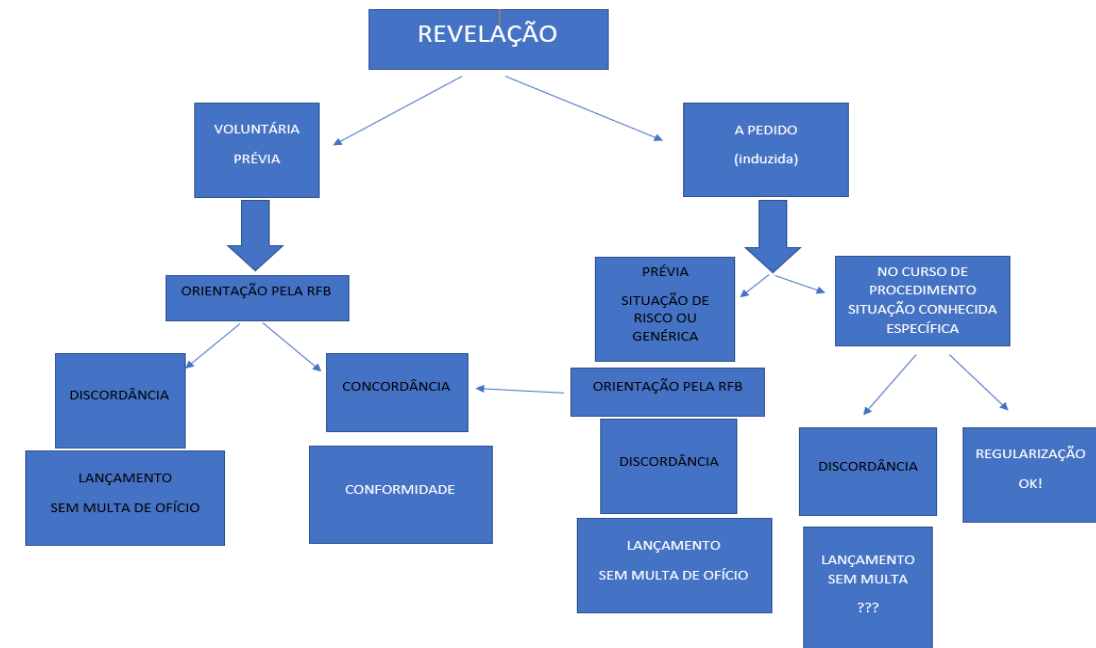 REVELAÇÃO
VOLUNTÁRIA
PRÉVIA
A PEDIDO
(induzida)
ORIENTAÇÃO PELA RFB
PRÉVIA
SITUAÇÃO DE
RISCO OU
GENÉRICA
NO CURSO DE
PROCEDIMENTO
SITUAÇÃO CONHECIDA
ESPECÍFICA
DISCORDÂNCIA
CONCORDÂNCIA
ORIENTAÇÃO PELA RFB
LANÇAMENTO
SEM MULTA DE OFÍCIO
CONFORMIDADE
DISCORDÂNCIA
LANÇAMENTO
SEM MULTA DE OFÍCIO
DISCORDÂNCIA
LANÇAMENTO
SEM MULTA
???
REGULARIZAÇÃO
OK!